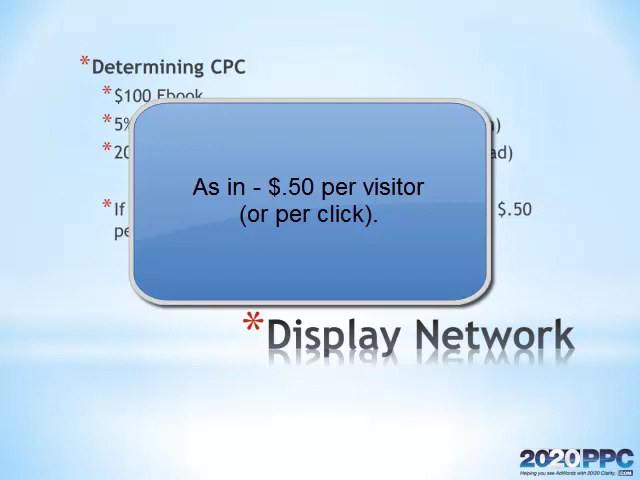 *Determining CPC
*$100 Ebook
*5%
*20
*If $.50
As in - $.50 per visitor
(or per click).
*Display Network
2020PPC
Helping you see AdWords with 20/20 Clarity. .COM